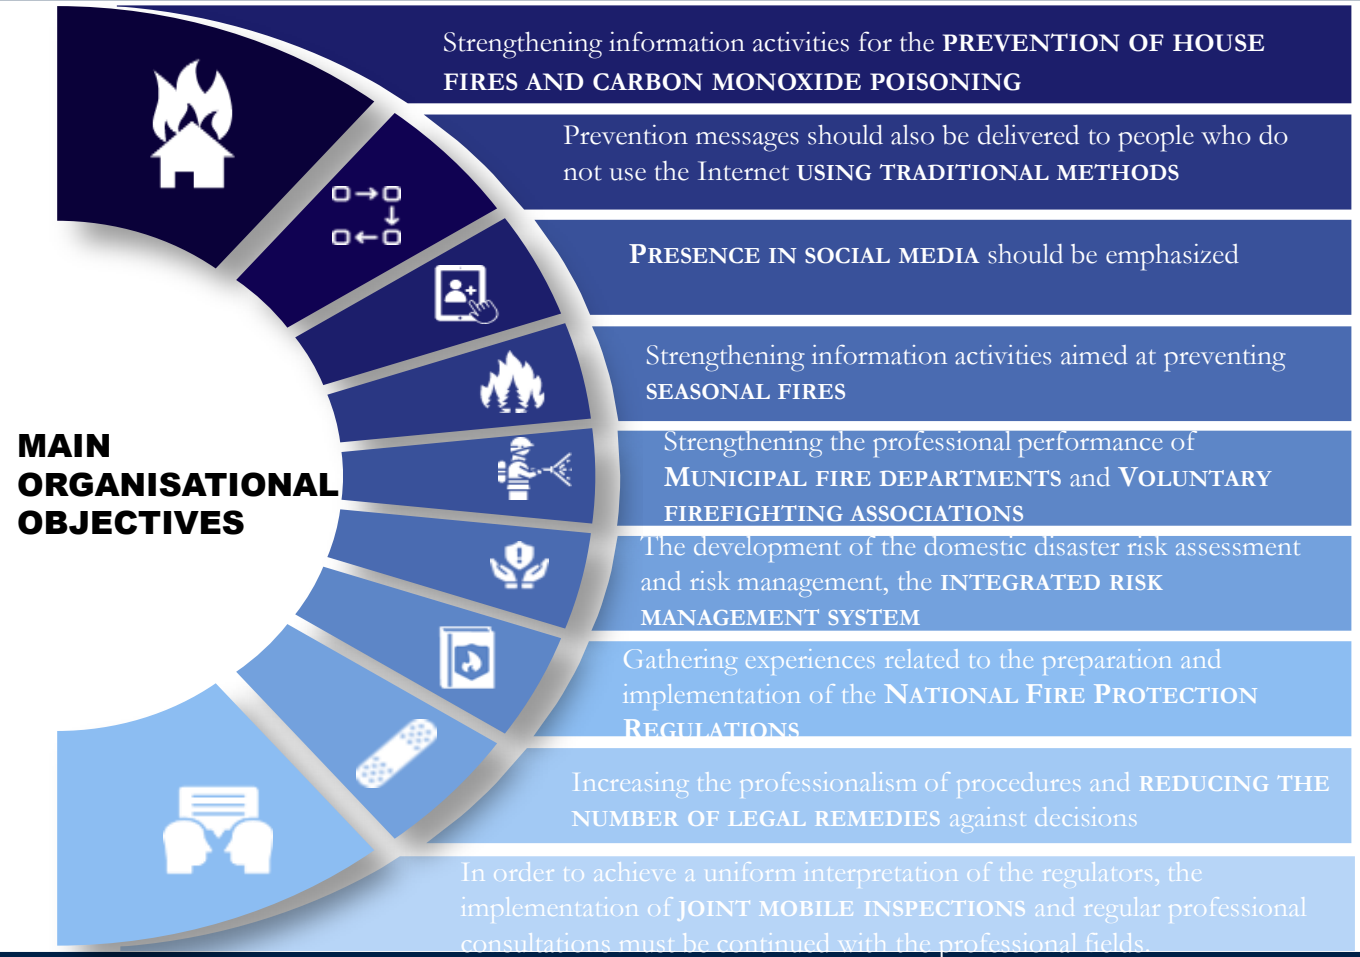 Strengthening information activities for the PREVENTION OF HOUSE
FIRES AND CARBON MONOXIDE POISONING
Prevention messages should also be delivered to people who do
not use the Internet USING TRADITIONAL METHODS
PRESENCE IN SOCIAL MEDIA should be emphasized
Strengthening information activities aimed at preventing
SEASONAL FIRES
MAIN
ORGANISATIONAL
OBJECTIVES
Strengthening the professional performance of
MUNICIPAL FIRE DEPARTMENTS and VOLUNTARY
FIREFIGHTING ASSOCIATIONS
The development of the domestic disaster risk assessment
and risk management, the INTEGRATED RISK
MANAGEMENT SYSTEM
Gathering experiences related to the preparation and
implementation of the NATIONAL FIRE PROTECTION
REGULATIONS
Increasing the professionalism of procedures and REDUCING THE
NUMBER OF LEGAL REMEDIES against decisions
In order to achieve a uniform interpretation of the regulators, the
implementation of JOINT MOBILE INSPECTIONS and regular professional
consultations must be continued with the professional fields.